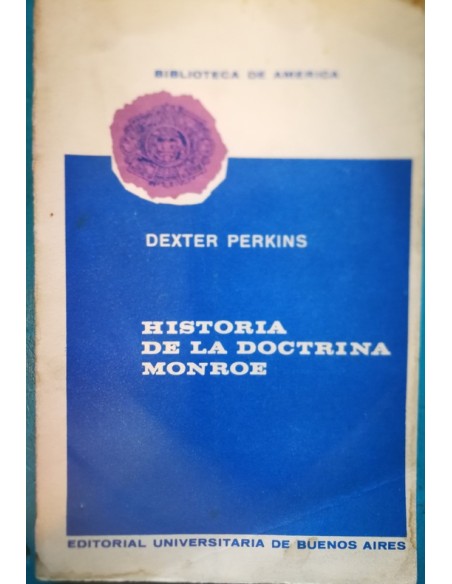 BIBLIOTECA DE AMERICA
DEXTER PERKINS
HISTORIA
DE LA DOCTRINA
MONROE
EDITORIAL UNIVERSITARIA DE BUENOS AIRES